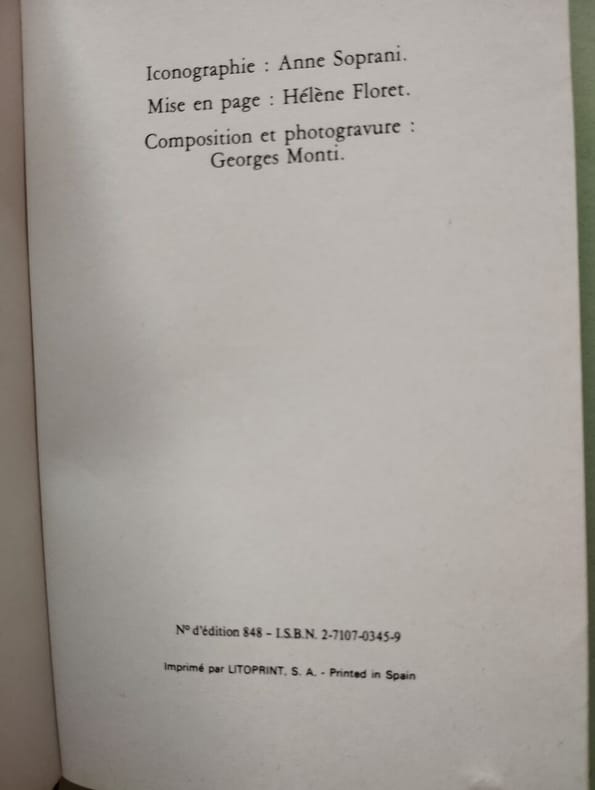 Iconographie : Anne Soprani.
Mise en page : Hélène Floret.
Composition et photogravure :
Georges Monti.
Nº d'édition 848 – I.S.B.N. 2-7107-0345-9
Imprimé par LITOPRINT, S. A. - Printed in Spain